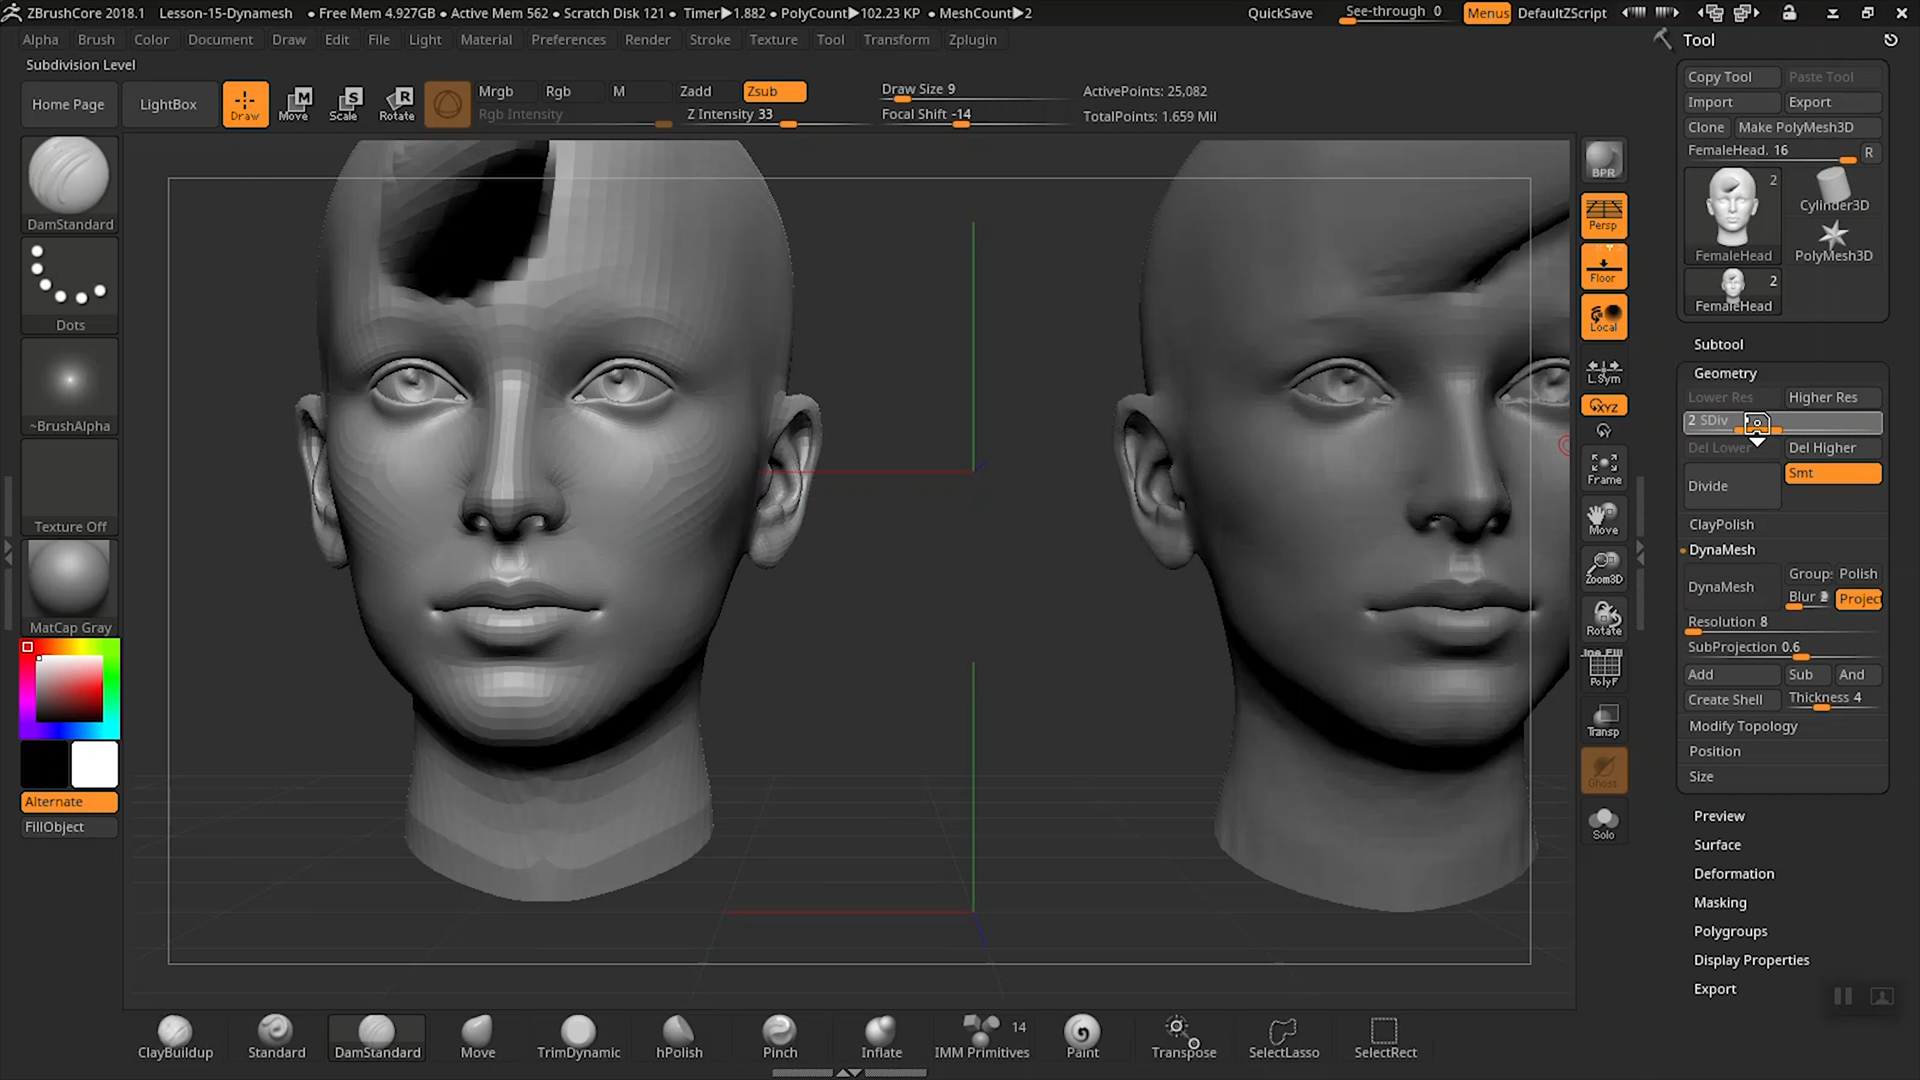 ZBrushCore 2018.1 Lesson-15-Dynamesh • Free Mem 4.927GB • Active Mem 562 • Scratch Disk 121 • Timer▶1.882 • PolyCount▶102.23 KP • MeshCount▶2 QuickSave See-through 0 Menus DefaultZScript
Alpha Brush Color Document Draw Edit File Light Material Preferences Render Stroke Texture Tool Transform Zplugin
Subdivision Level
Home Page LightBox Draw Move Scale Rotate
Mrgb Rgb M Zadd Zsub
Rgb Intensity Z Intensity 33
Draw Size 9
Focal Shift -14
ActivePoints: 25,082
TotalPoints: 1.659 Mil
DamStandard
Dots
~BrushAlpha
Texture Off
MatCap Gray
Alternate
FillObject
BPR
Persp
Floor
Local
L.Sym
XYZ
Y
Frame
Move
Zoom3D
Rotate
Line Fill
PolyF
Transp
Ghost
Solo
Tool
Copy Tool Paste Tool
Import Export
Clone Make PolyMesh3D
FemaleHead. 16 R
2
FemaleHead
Cylinder3D
PolyMesh3D
2
FemaleHead
Subtool
Geometry
Lower Res Higher Res
2 SDiv
Del Lower Del Higher
Divide Smt
ClayPolish
DynaMesh
DynaMesh Group: Polish
Blur Project
Resolution 8
SubProjection 0.6
Add Sub And
Create Shell Thickness 4
Modify Topology
Position
Size
Preview
Surface
Deformation
Masking
Polygroups
Display Properties
Export
14
ClayBuildup Standard DamStandard Move TrimDynamic hPolish Pinch Inflate IMM Primitives Paint Transpose SelectLasso SelectRect